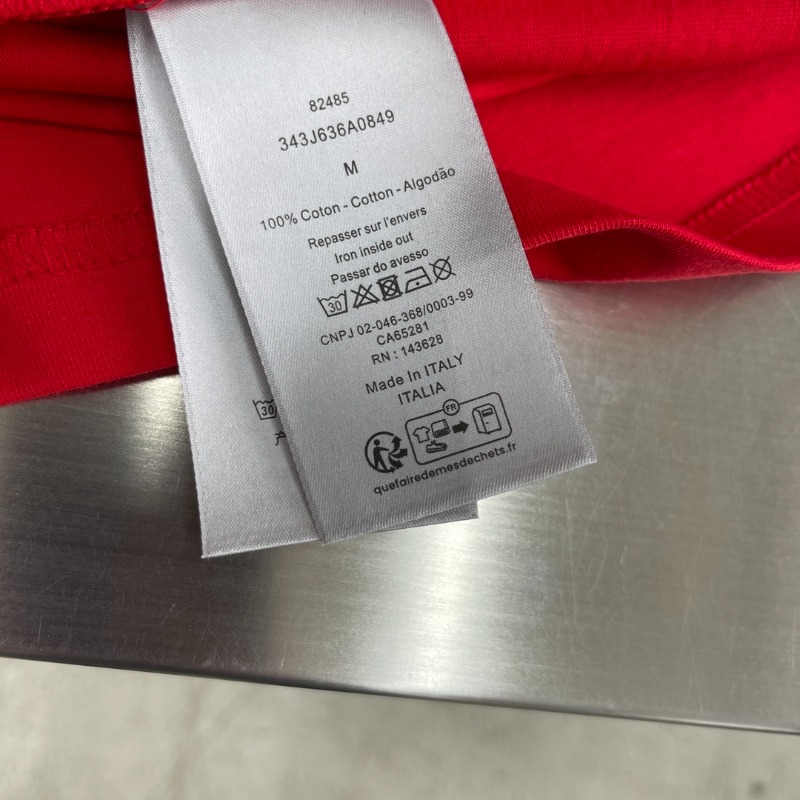 82485
343J636A0849
M
100% Coton - Cotton - Algodão
Repasser sur l'envers
Iron inside out
Passar do avesso
30
CNPJ 02-046-368/0003-99
CA65281
RN : 143628
Made In ITALY
ITALIA
FR
quefairedemesdechets.fr
30